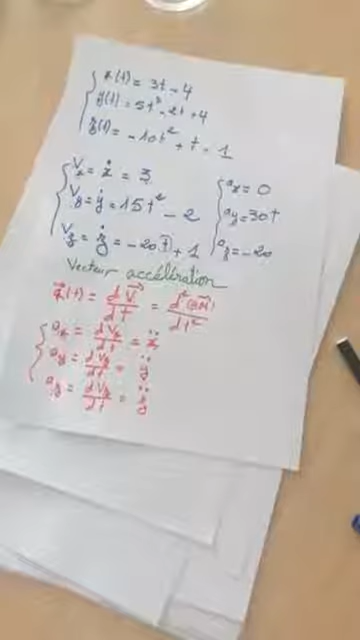 x(t) = 3t - 4
y(t) = 5t³ - 2t + 4
z(t) = -10t² + t - 1
Vx = ẋ = 3
Vy = ẏ = 15t² - 2
Vz = ż = -20t + 1
ax = 0
ay = 30t
az = -20
Vecteur accélération
a⃗(t) = dV⃗/dt = d²(OM⃗)/dt²
ax = dVx/dt = ẍ
ay = dVy/dt = ÿ
az = dVz/dt = z̈